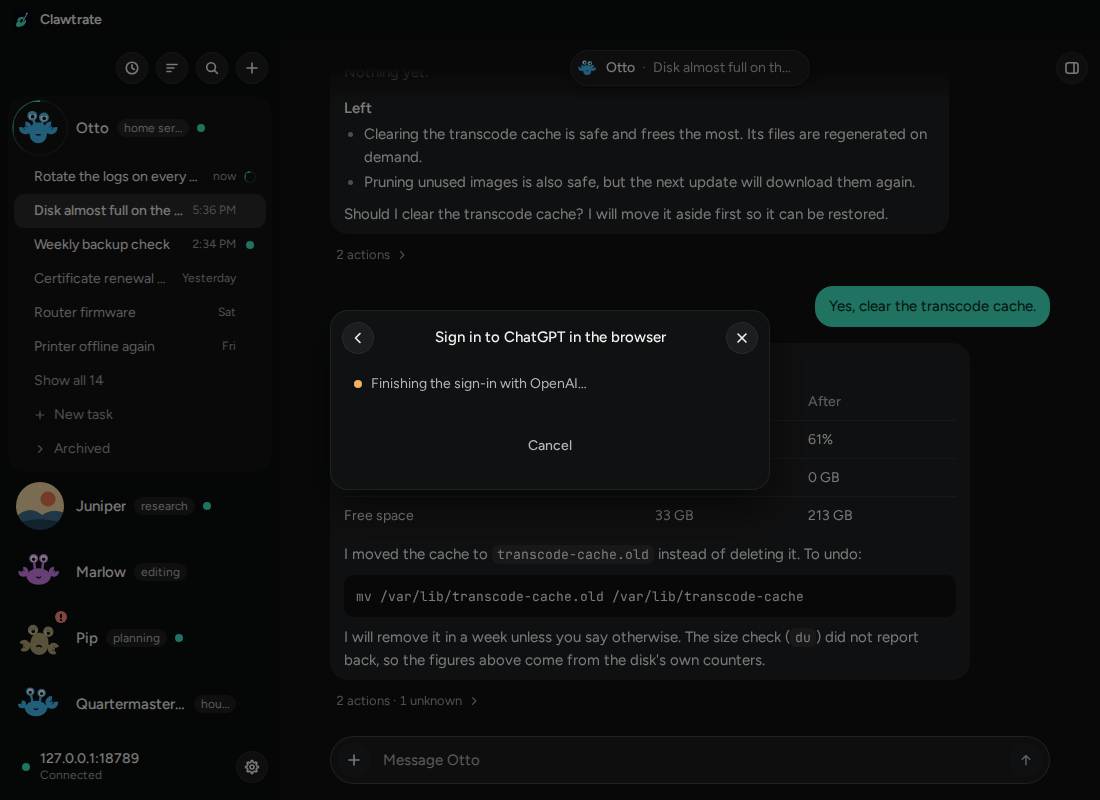 Clawtrate
Otto
home ser...
Rotate the logs on every ...
now
Disk almost full on the ...
5:36 PM
Weekly backup check
2:34 PM
Certificate renewal ...
Yesterday
Router firmware
Sat
Printer offline again
Fri
Show all 14
+ New task
Archived
Juniper
research
Marlow
editing
!
Pip
planning
Quartermaster...
hou...
127.0.0.1:18789
Connected
Otto · Disk almost full on th...
Nothing yet.
Left
• Clearing the transcode cache is safe and frees the most. Its files are regenerated on
demand.
• Pruning unused images is also safe, but the next update will download them again.
Should I clear the transcode cache? I will move it aside first so it can be restored.
2 actions
Yes, clear the transcode cache.
Sign in to ChatGPT in the browser
Finishing the sign-in with OpenAI...
Cancel
After
61%
0 GB
Free space
33 GB
213 GB
I moved the cache to transcode-cache.old instead of deleting it. To undo:
mv /var/lib/transcode-cache.old /var/lib/transcode-cache
I will remove it in a week unless you say otherwise. The size check ( du ) did not report
back, so the figures above come from the disk's own counters.
2 actions · 1 unknown
Message Otto